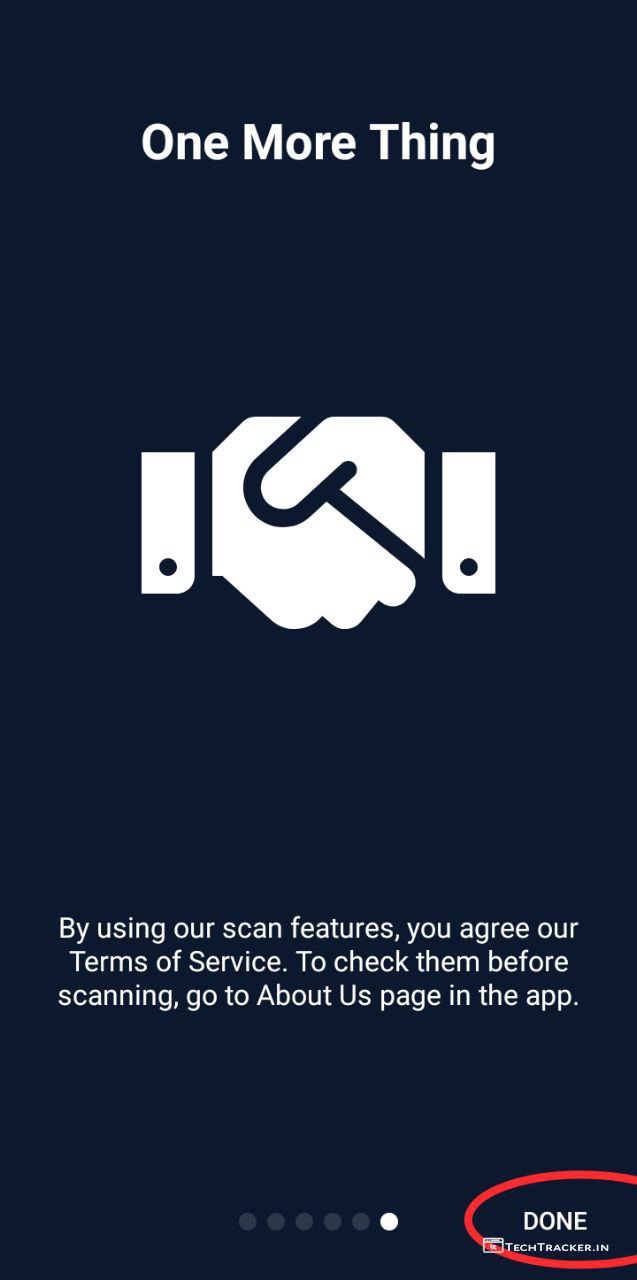 One More Thing
By using our scan features, you agree our
Terms of Service. To check them before
scanning, go to About Us page in the app.
DONE
TECHTRACKER.IN